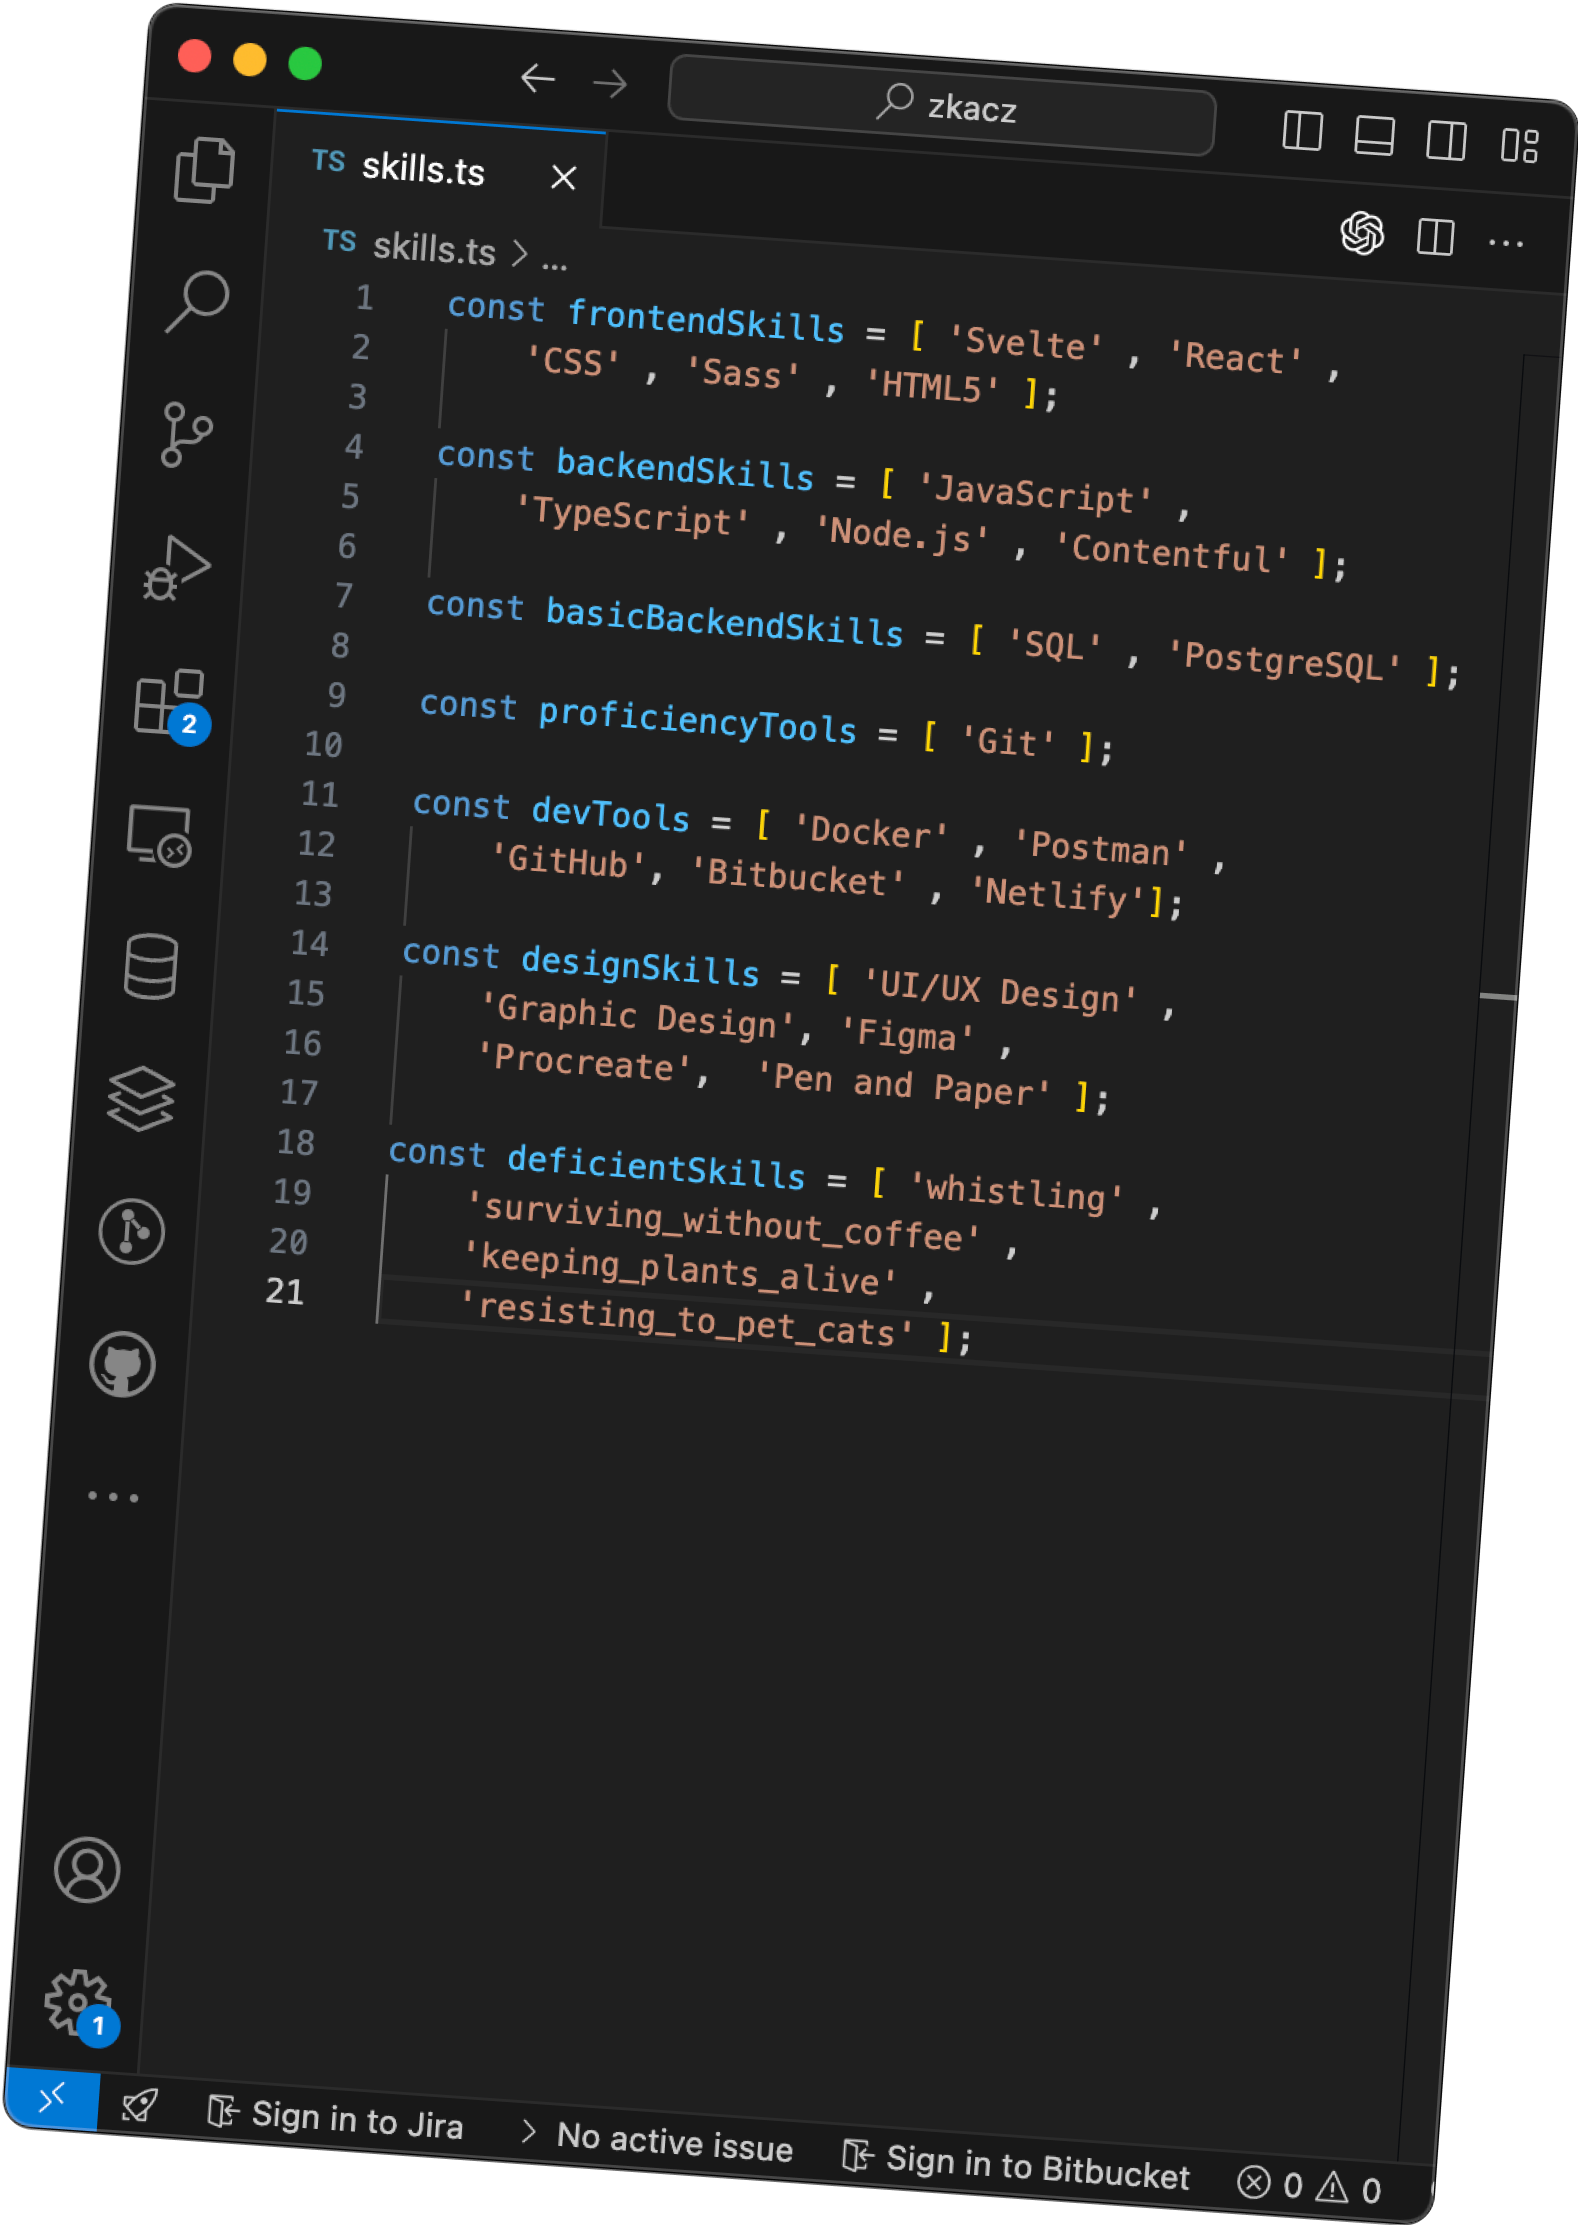 zkacz
TS skills.ts
TS skills.ts > ...
1 const frontendSkills = [ 'Svelte' , 'React' ,
2 'CSS' , 'Sass' , 'HTML5' ];
3
4 const backendSkills = [ 'JavaScript' ,
5 'TypeScript' , 'Node.js' , 'Contentful' ];
6
7 const basicBackendSkills = [ 'SQL' , 'PostgreSQL' ];
8
9 const proficiencyTools = [ 'Git' ];
10
11 const devTools = [ 'Docker' , 'Postman' ,
12 'GitHub', 'Bitbucket' , 'Netlify'];
13
14 const designSkills = [ 'UI/UX Design' ,
15 'Graphic Design', 'Figma' ,
16 'Procreate', 'Pen and Paper' ];
17
18 const deficientSkills = [ 'whistling' ,
19 'surviving_without_coffee' ,
20 'keeping_plants_alive' ,
21 'resisting_to_pet_cats' ];
2
1
Sign in to Jira > No active issue Sign in to Bitbucket 0 0